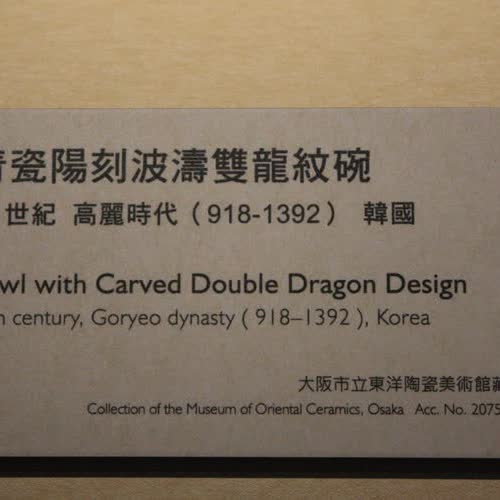 青瓷陽刻波濤雙龍紋碗
世紀 高麗時代（918-1392） 韓國
with Carved Double Dragon Design
century, Goryeo dynasty ( 918–1392 ), Korea
大阪市立東洋陶瓷美術館藏
Collection of the Museum of Oriental Ceramics, Osaka Acc. No. 2075